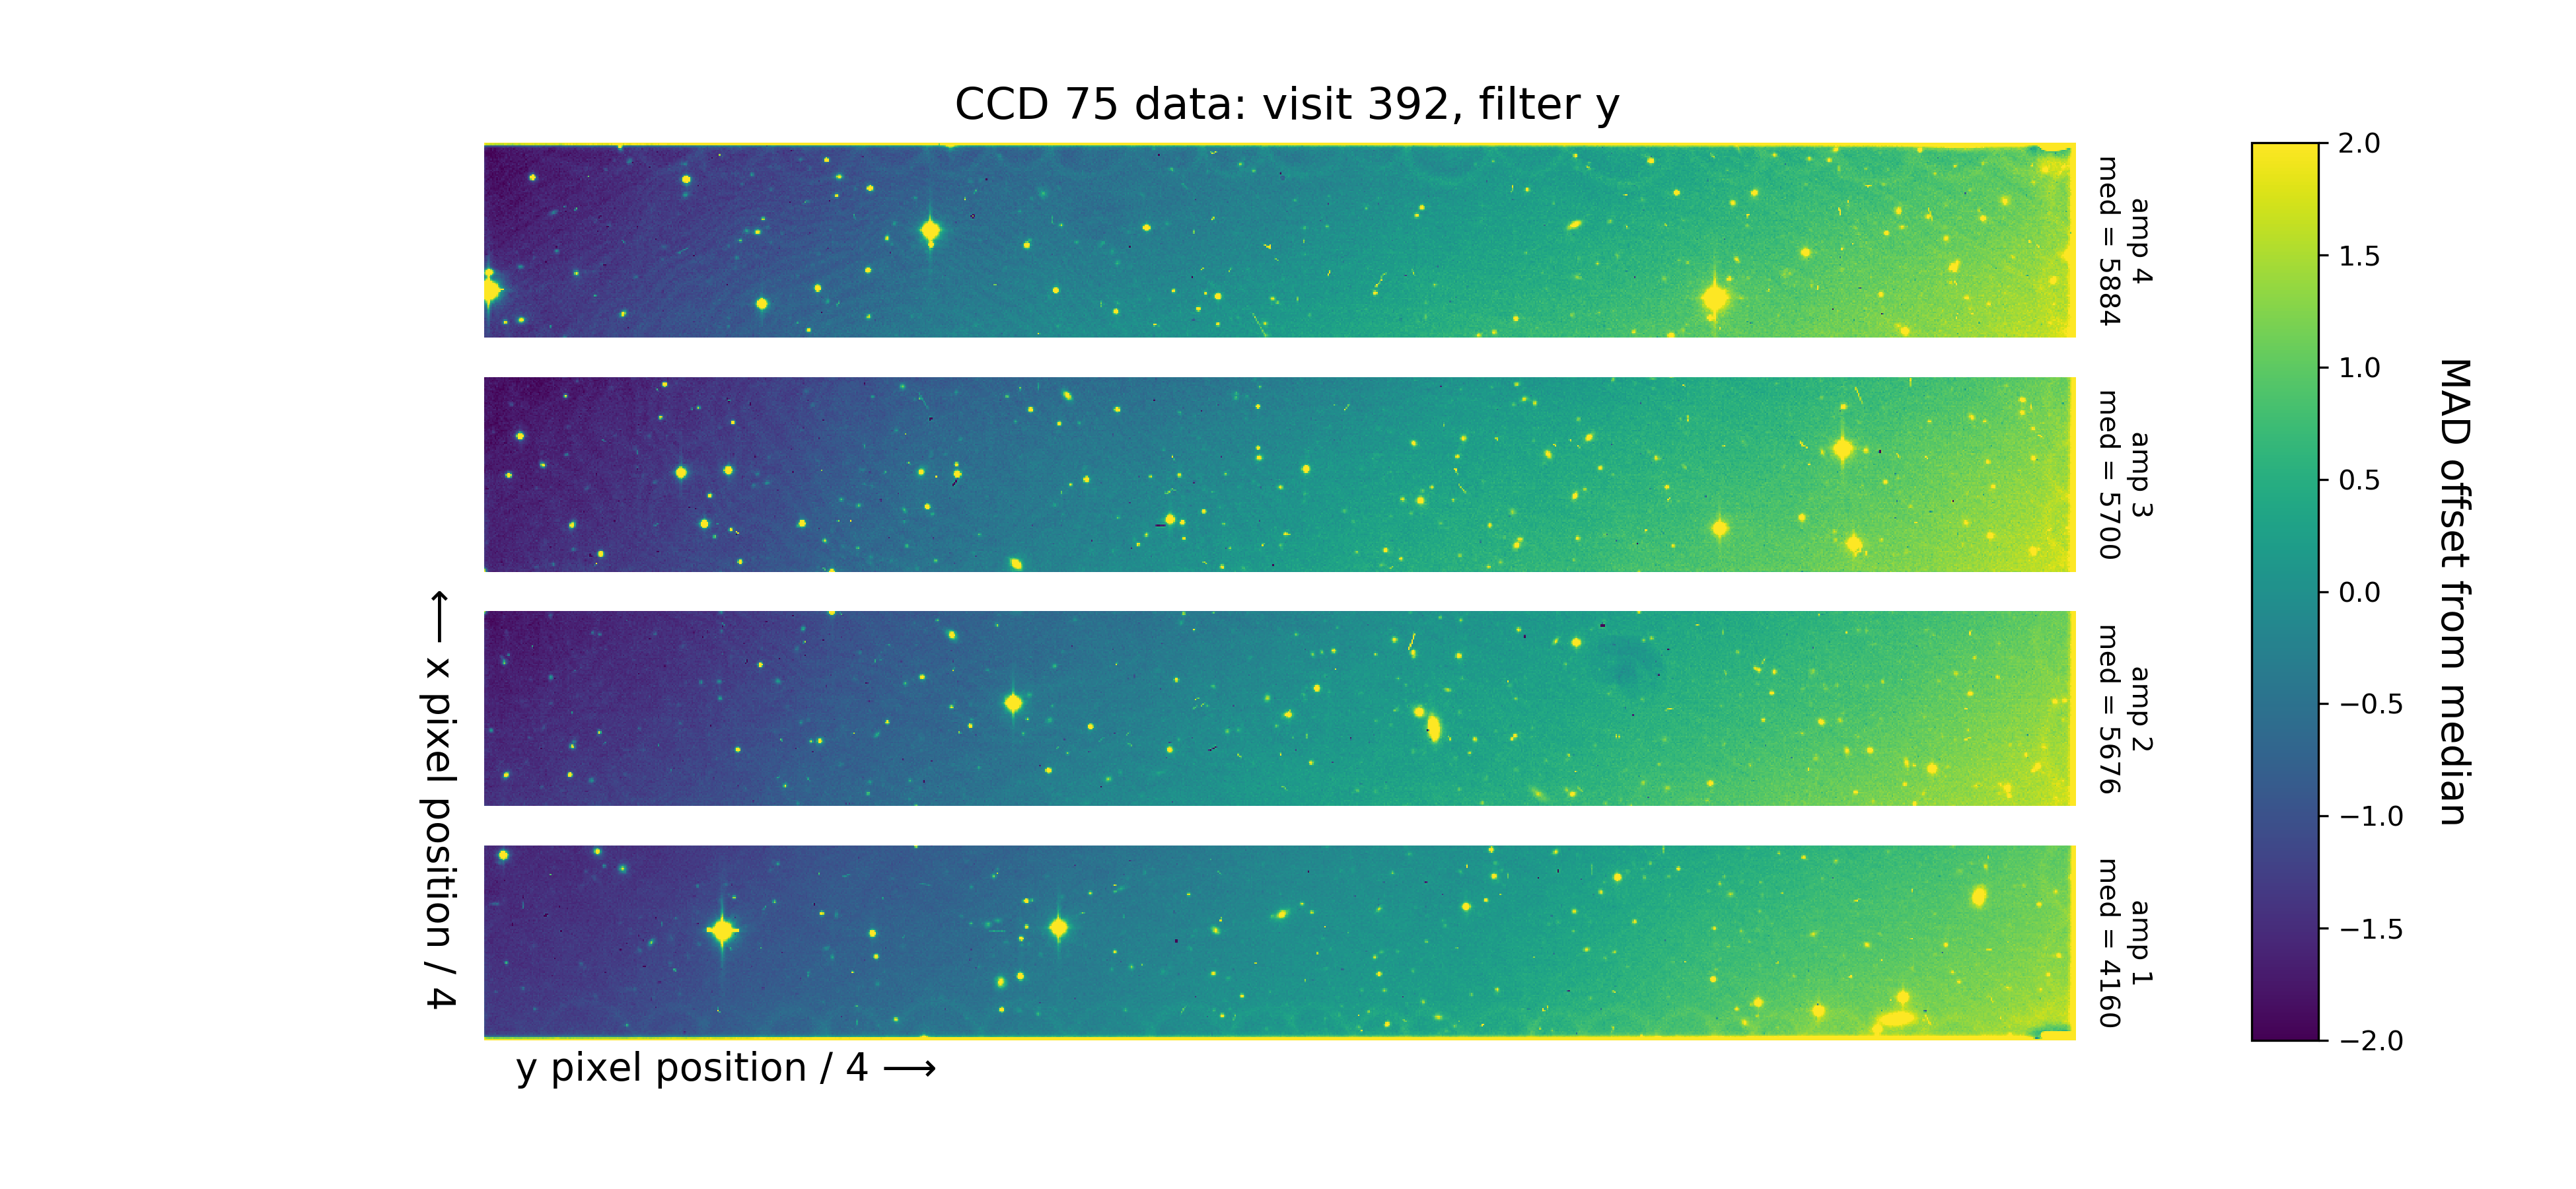 CCD 75 data: visit 392, filter y
amp 4
med = 5884
amp 3
med = 5700
amp 2
med = 5676
amp 1
med = 4160
⟵ x pixel position / 4
y pixel position / 4 ⟶
2.0
1.5
1.0
0.5
0.0
−0.5
−1.0
−1.5
−2.0
MAD offset from median